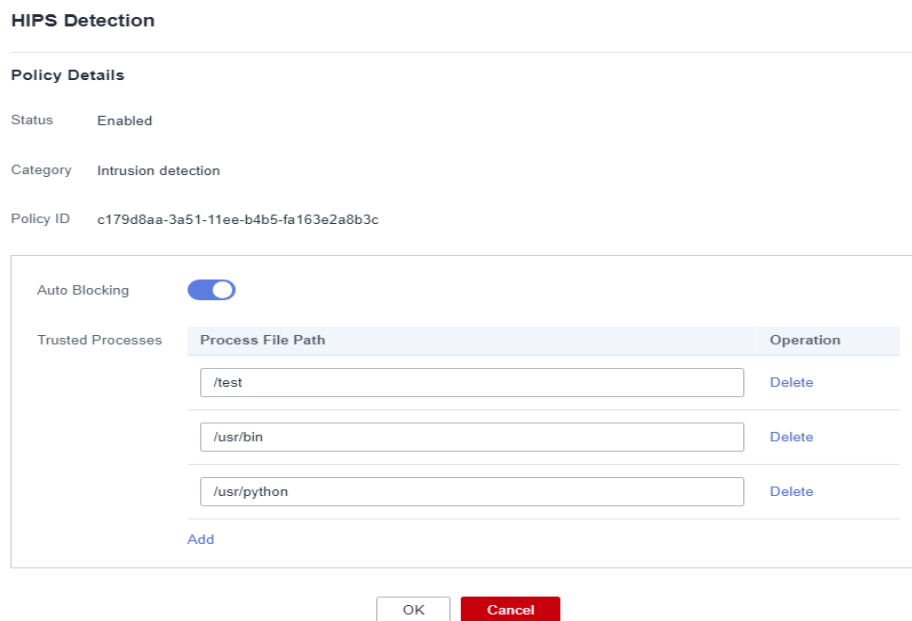 HIPS Detection
Policy Details
Status Enabled
Category Intrusion detection
Policy ID c179d8aa-3a51-11ee-b4b5-fa163e2a8b3c
Auto Blocking
Trusted Processes Process File Path Operation
/test Delete
/usr/bin Delete
/usr/python Delete
Add
OK Cancel